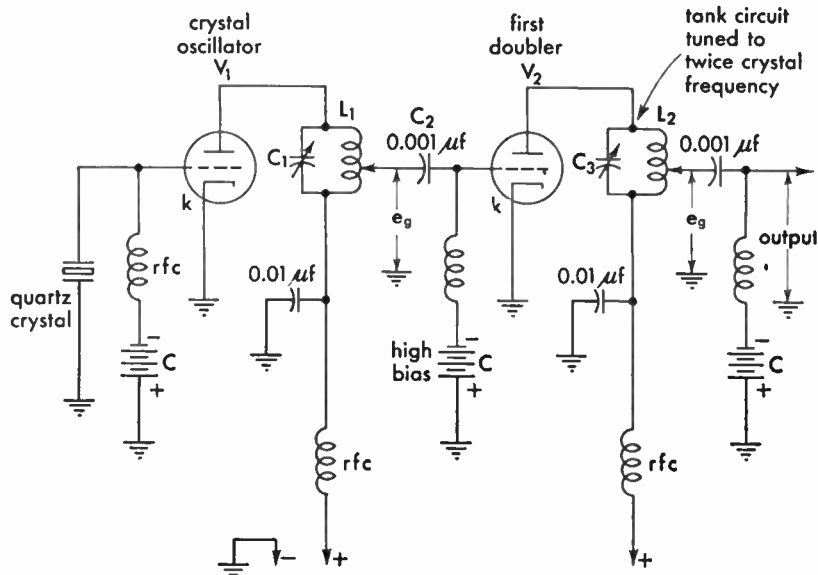 crystal
oscillator
V1
first
doubler
V2
tank circuit
tuned to
twice crystal
frequency
L1
C1
C2
0.001 μf
L2
C3
0.001 μf
k
k
eg
eg
output
rfc
quartz
crystal
0.01 μf
0.01 μf
-
C
+
high
bias
-
C
+
-
C
+
rfc
rfc
-
+
+